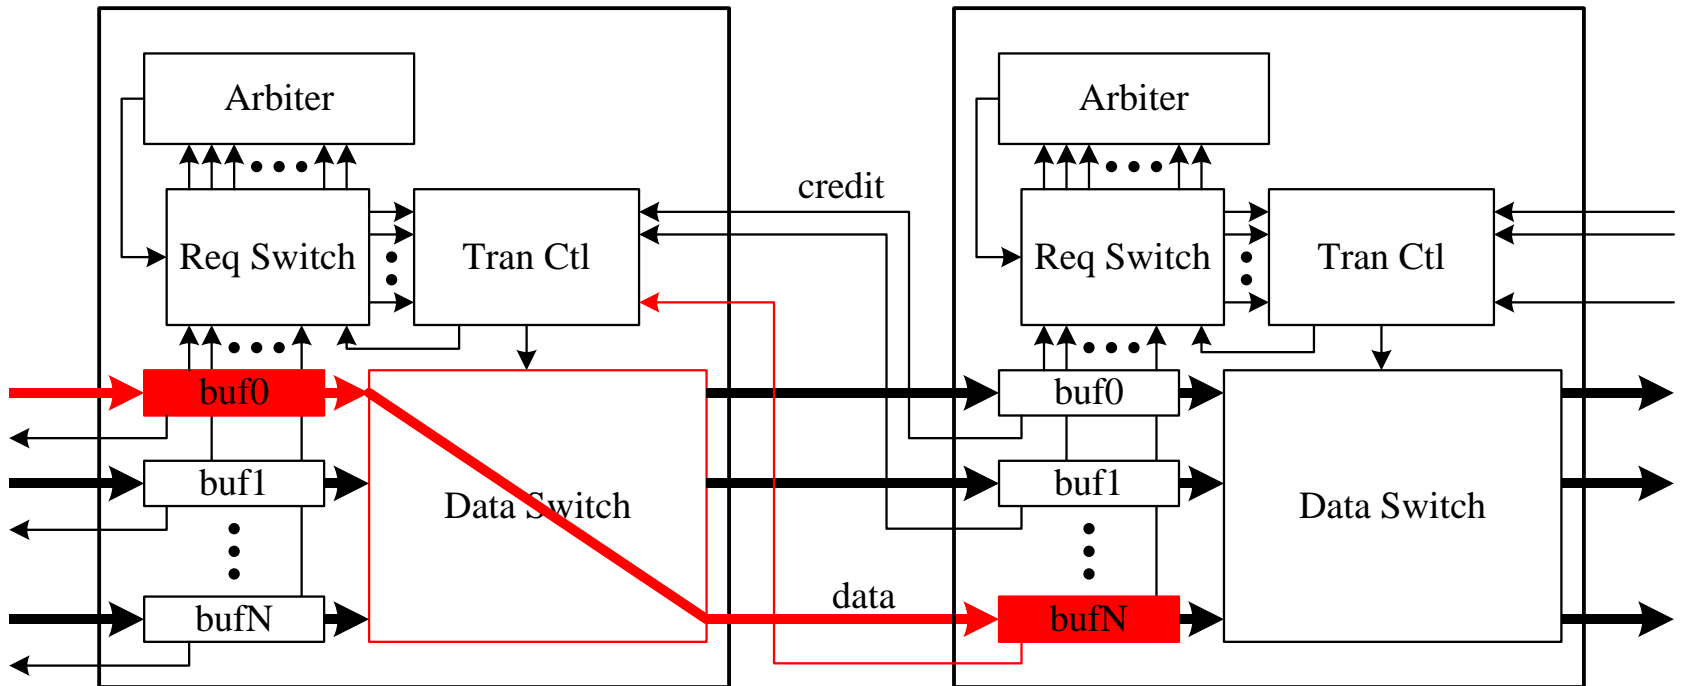 Arbiter
Req Switch
Tran Ctl
buf0
buf1
bufN
Data Switch
credit
data
Arbiter
Req Switch
Tran Ctl
buf0
buf1
bufN
Data Switch